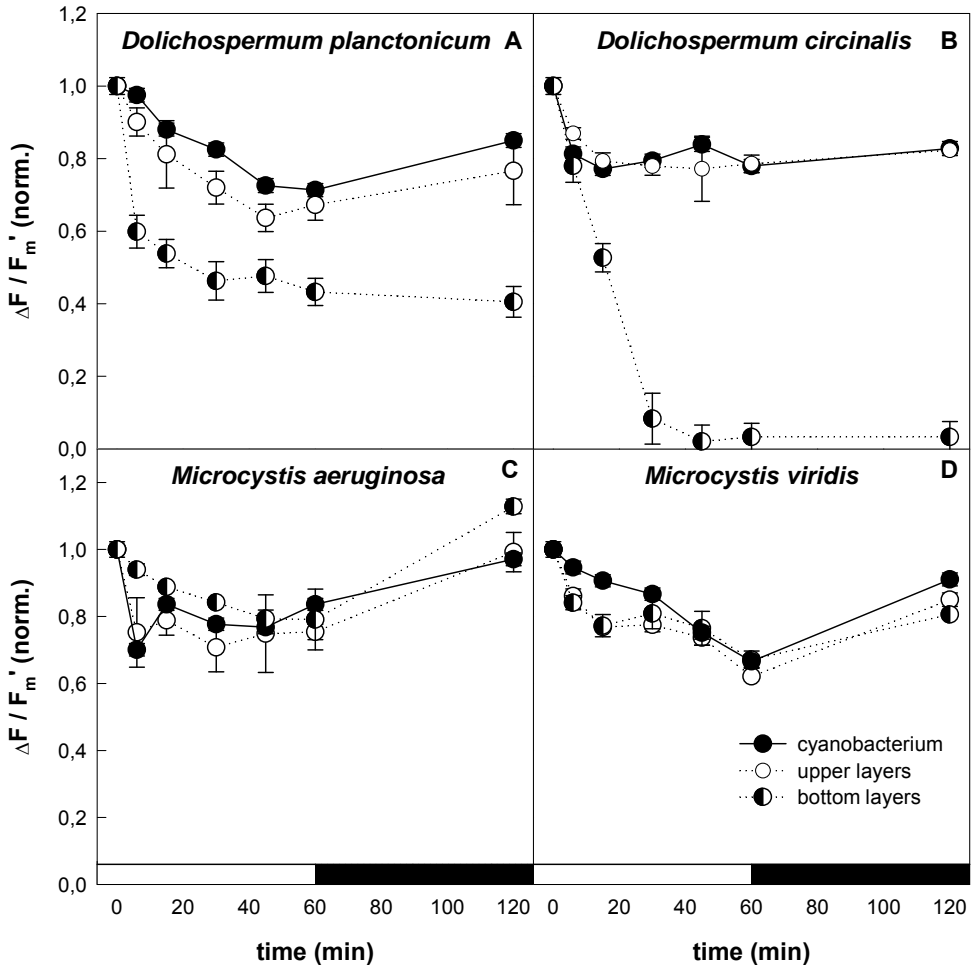 1,2
Dolichospermum planctonicum A
Dolichospermum circinalis B
1,0
0,8
0,6
0,4
0,2
0,0
ΔF / Fm' (norm.)
Microcystis aeruginosa C
Microcystis viridis D
1,2
1,0
0,8
0,6
0,4
0,2
0,0
ΔF / Fm' (norm.)
cyanobacterium
upper layers
bottom layers
0 20 40 60 80 100 120
0 20 40 60 80 100 120
time (min)
time (min)